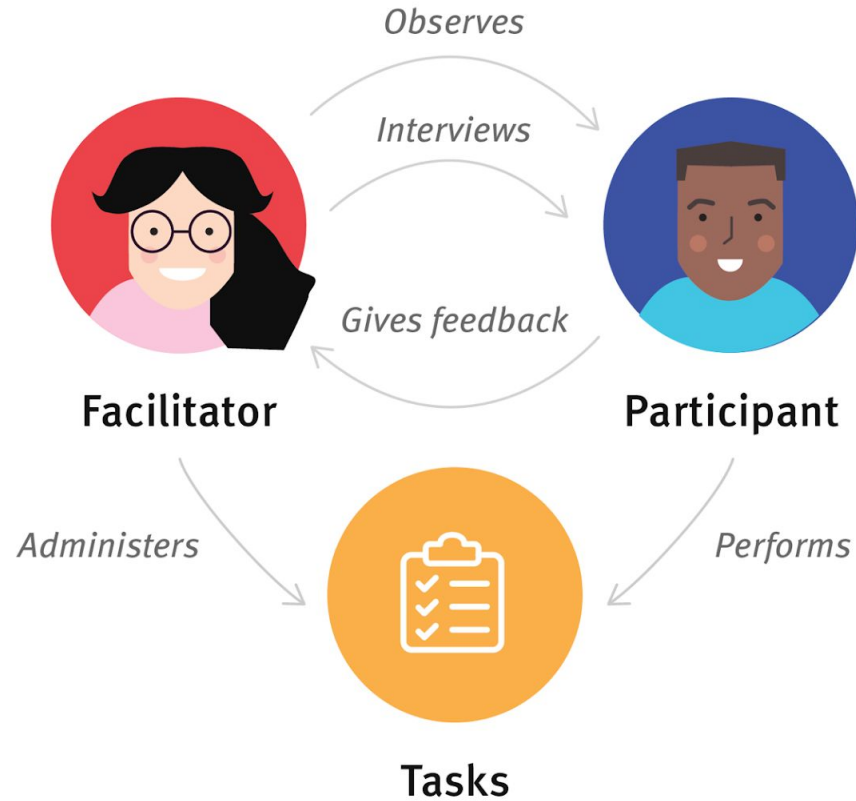 Observes
Interviews
Gives feedback
Facilitator
Participant
Administers
Performs
Tasks